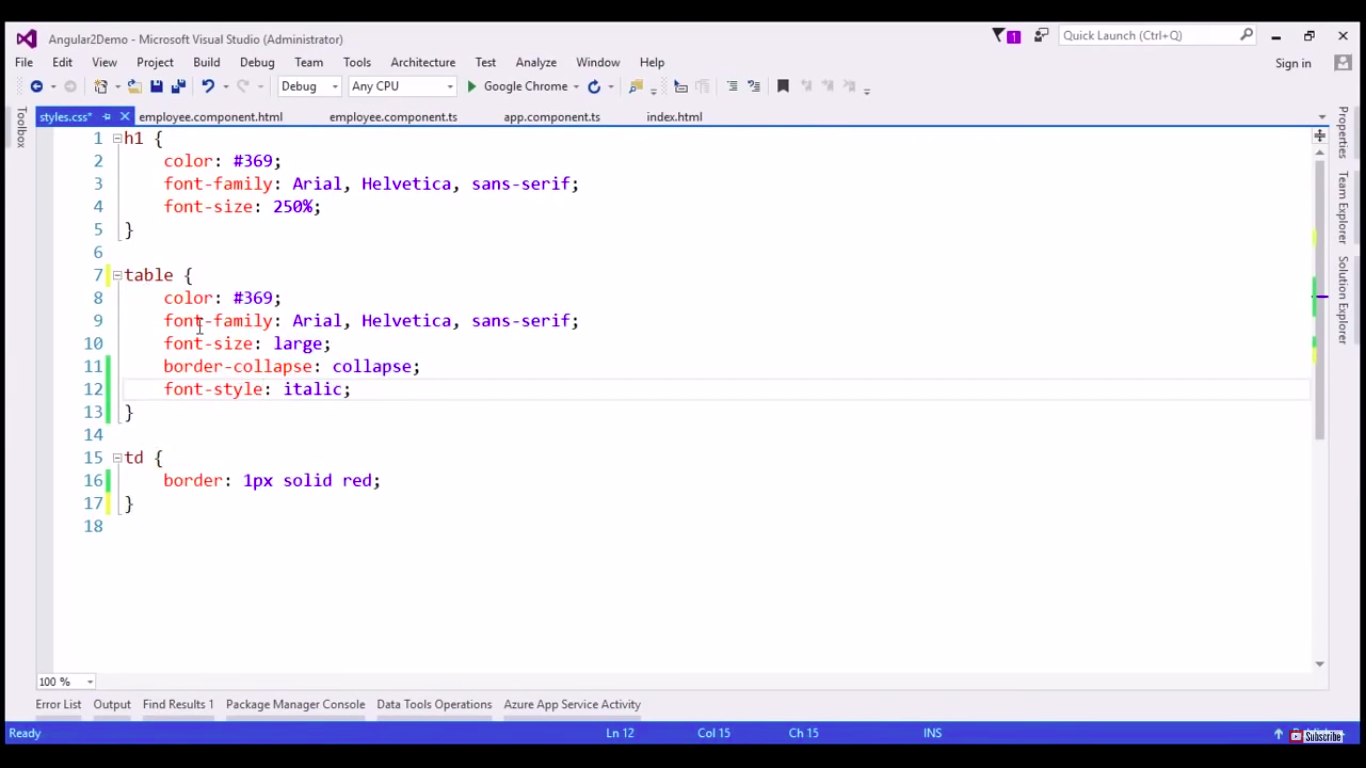 Angular2Demo - Microsoft Visual Studio (Administrator)
1
Quick Launch (Ctrl+Q)
File Edit View Project Build Debug Team Tools Architecture Test Analyze Window Help
Sign in
Debug Any CPU Google Chrome
styles.css* employee.component.html employee.component.ts app.component.ts index.html
Toolbox
Properties
Team Explorer
Solution Explorer
1 h1 {
2 color: #369;
3 font-family: Arial, Helvetica, sans-serif;
4 font-size: 250%;
5 }
6
7 table {
8 color: #369;
9 font-family: Arial, Helvetica, sans-serif;
10 font-size: large;
11 border-collapse: collapse;
12 font-style: italic;
13 }
14
15 td {
16 border: 1px solid red;
17 }
18
100 %
Error List Output Find Results 1 Package Manager Console Data Tools Operations Azure App Service Activity
Ready Ln 12 Col 15 Ch 15 INS
Subscribe